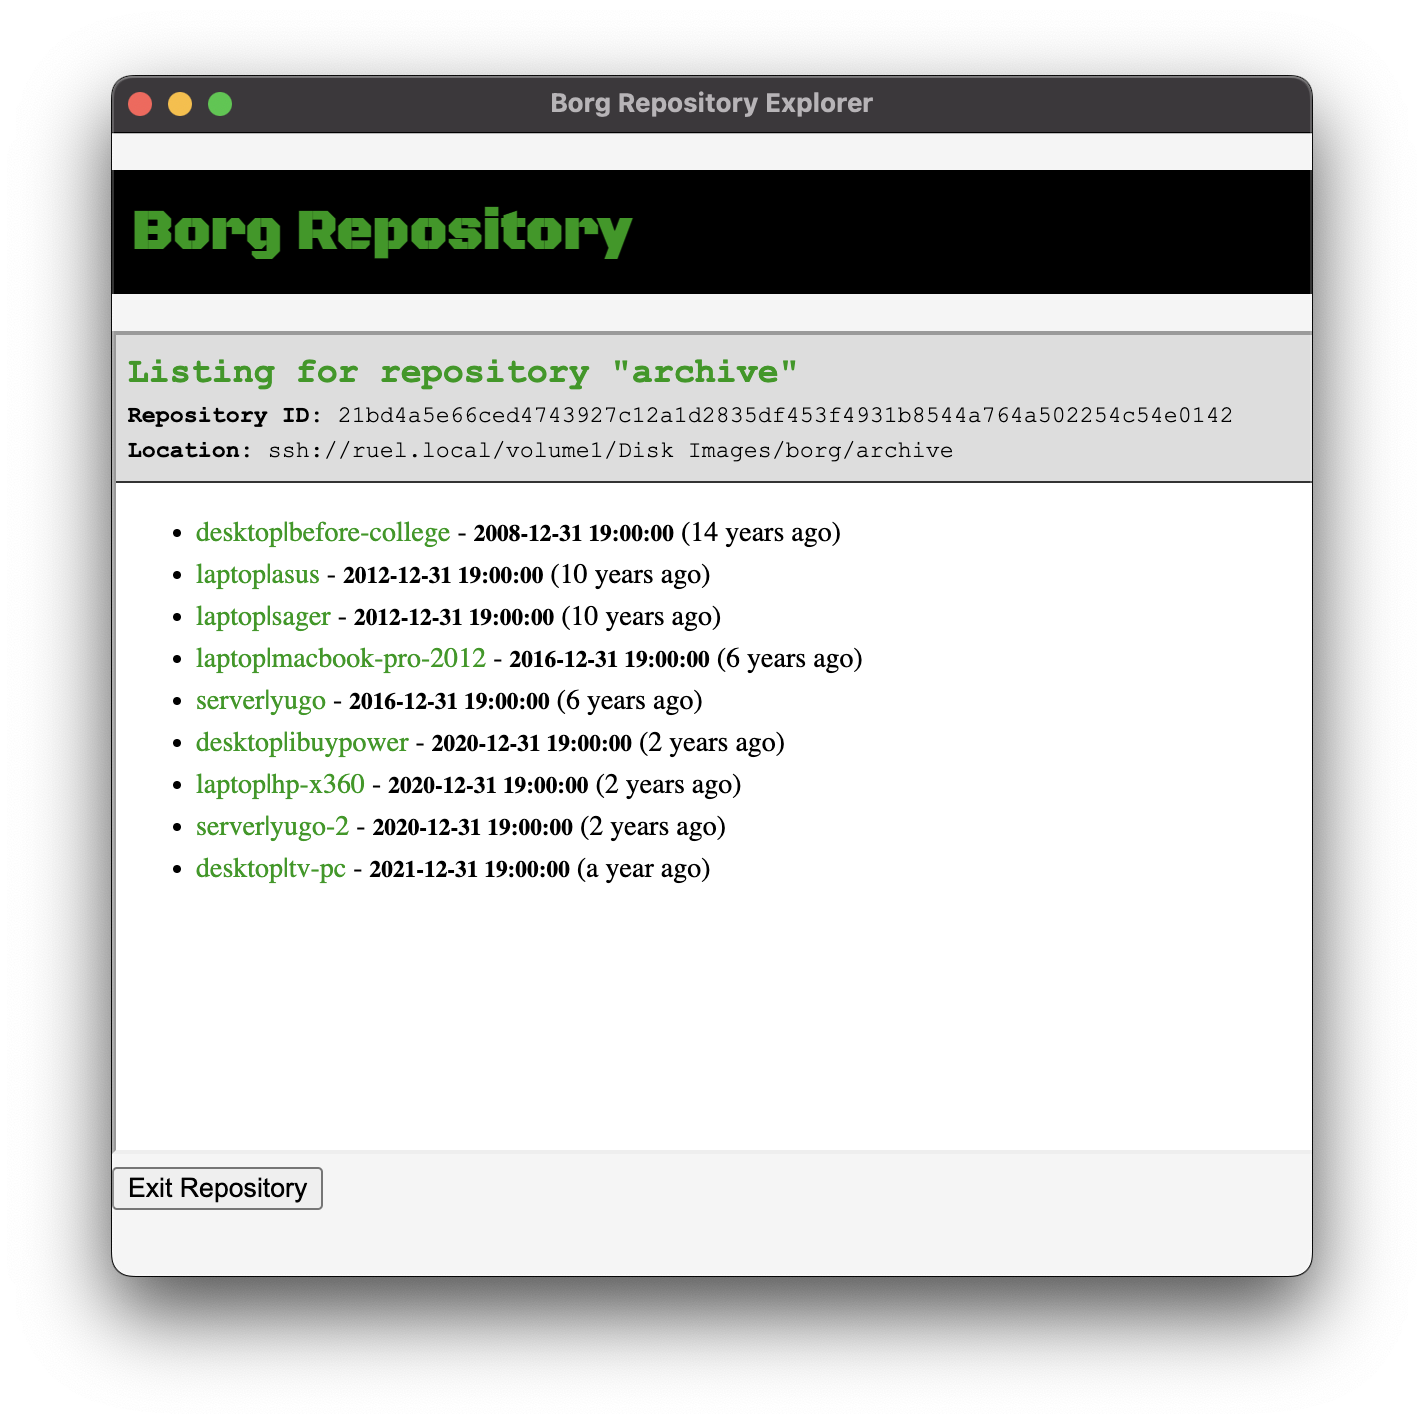 Borg Repository Explorer
Borg Repository
Listing for repository "archive"
Repository ID: 21bd4a5e66ced4743927c12a1d2835df453f4931b8544a764a502254c54e0142
Location: ssh://ruel.local/volume1/Disk Images/borg/archive
desktop|before-college - 2008-12-31 19:00:00 (14 years ago)
laptop|asus - 2012-12-31 19:00:00 (10 years ago)
laptop|sager - 2012-12-31 19:00:00 (10 years ago)
laptop|macbook-pro-2012 - 2016-12-31 19:00:00 (6 years ago)
server|yugo - 2016-12-31 19:00:00 (6 years ago)
desktop|ibuypower - 2020-12-31 19:00:00 (2 years ago)
laptop|hp-x360 - 2020-12-31 19:00:00 (2 years ago)
server|yugo-2 - 2020-12-31 19:00:00 (2 years ago)
desktop|tv-pc - 2021-12-31 19:00:00 (a year ago)
Exit Repository